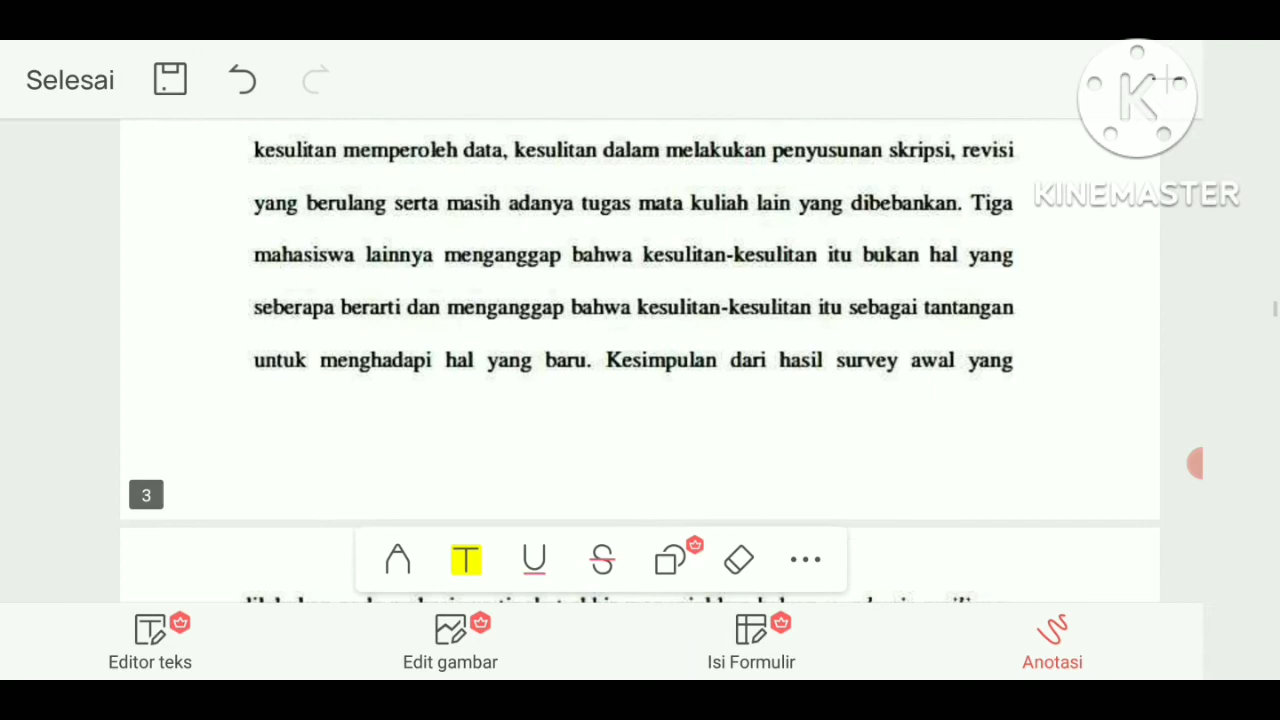 Selesai
KINEMASTER
kesulitan memperoleh data, kesulitan dalam melakukan penyusunan skripsi, revisi
yang berulang serta masih adanya tugas mata kuliah lain yang dibebankan. Tiga
mahasiswa lainnya menganggap bahwa kesulitan-kesulitan itu bukan hal yang
seberapa berarti dan menganggap bahwa kesulitan-kesulitan itu sebagai tantangan
untuk menghadapi hal yang baru. Kesimpulan dari hasil survey awal yang
3
Editor teks
Edit gambar
Isi Formulir
Anotasi